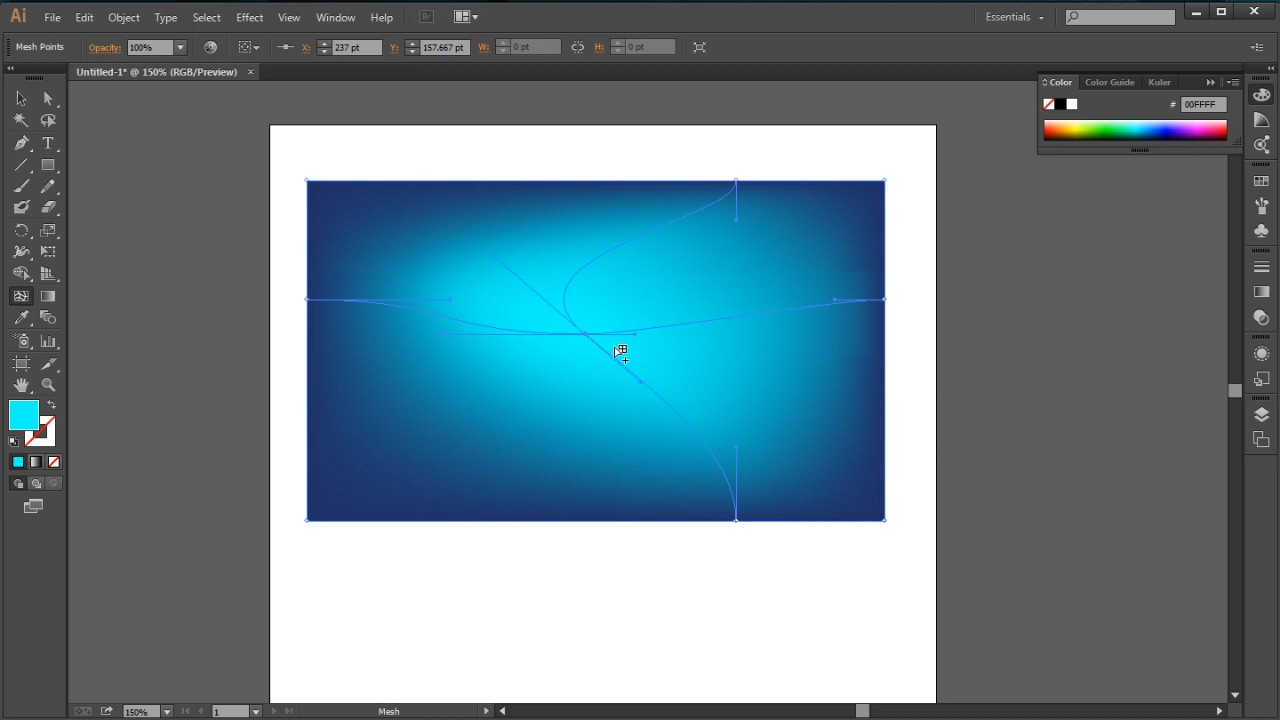 Ai File Edit Object Type Select Effect View Window Help Br Essentials
Mesh Points Opacity: 100% X: 237 pt Y: 157.667 pt W: 0 pt H: 0 pt
Untitled-1* @ 150% (RGB/Preview) ×
Color Color Guide Kuler
# 00FFFF
T
150% 1 Mesh